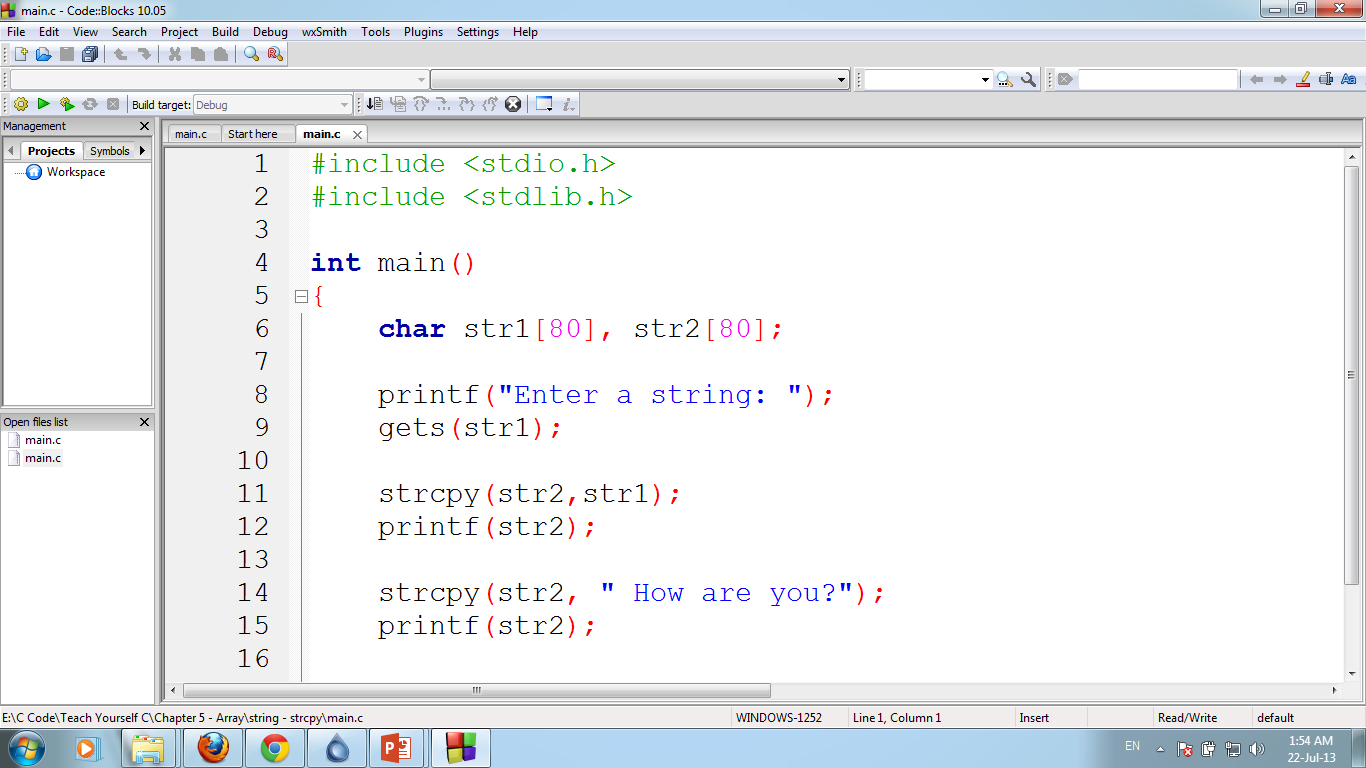 main.c - Code::Blocks 10.05
File Edit View Search Project Build Debug wxSmith Tools Plugins Settings Help
Build target: Debug
Management
Projects Symbols
Workspace
Open files list
main.c
main.c
main.c Start here main.c
1 #include <stdio.h>
2 #include <stdlib.h>
3
4 int main()
5 {
6 char str1[80], str2[80];
7
8 printf("Enter a string: ");
9 gets(str1);
10
11 strcpy(str2,str1);
12 printf(str2);
13
14 strcpy(str2, " How are you?");
15 printf(str2);
16
E:\C Code\Teach Yourself C\Chapter 5 - Array\string - strcpy\main.c WINDOWS-1252 Line 1, Column 1 Insert Read/Write default
EN 1:54 AM
22-Jul-13